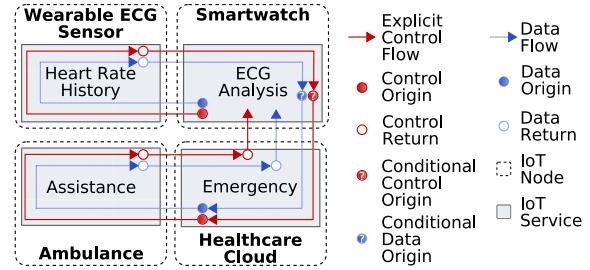 Wearable ECG
Sensor
Smartwatch
Heart Rate
History
ECG
Analysis
?
?
Assistance
Emergency
Ambulance
Healthcare
Cloud
Explicit
Control
Flow
Control
Origin
Control
Return
?
Conditional
Control
Origin
?
Conditional
Data
Origin
Data
Flow
Data
Origin
Data
Return
IoT
Node
IoT
Service